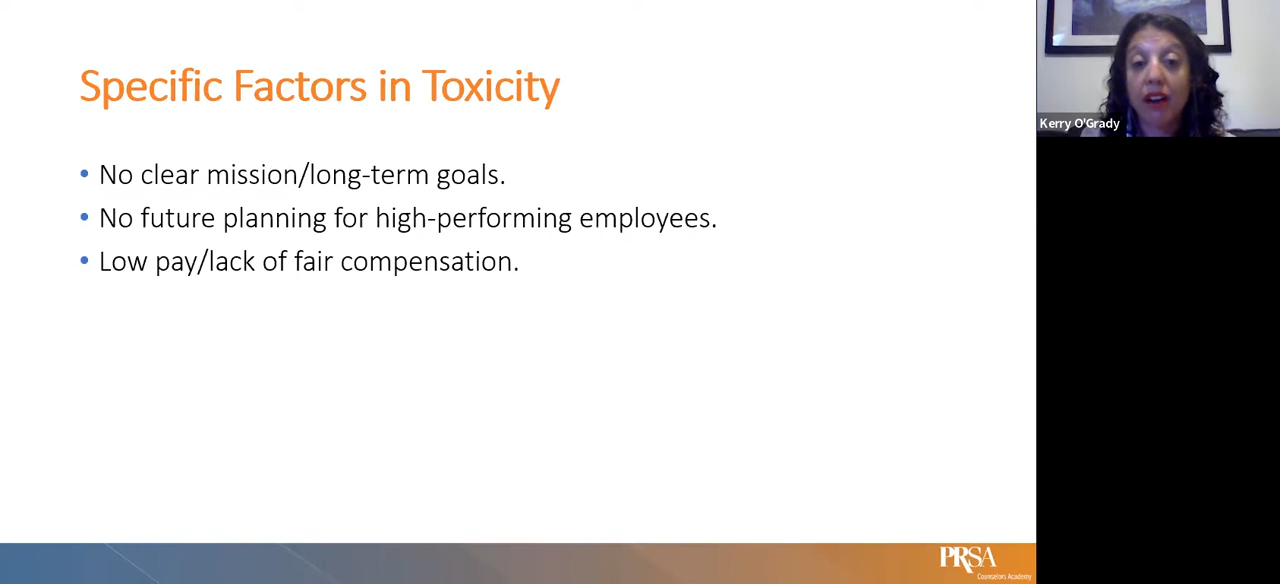 Specific Factors in Toxicity
• No clear mission/long-term goals.
• No future planning for high-performing employees.
• Low pay/lack of fair compensation.
Kerry O'Grady
PRSA
Counselors Academy